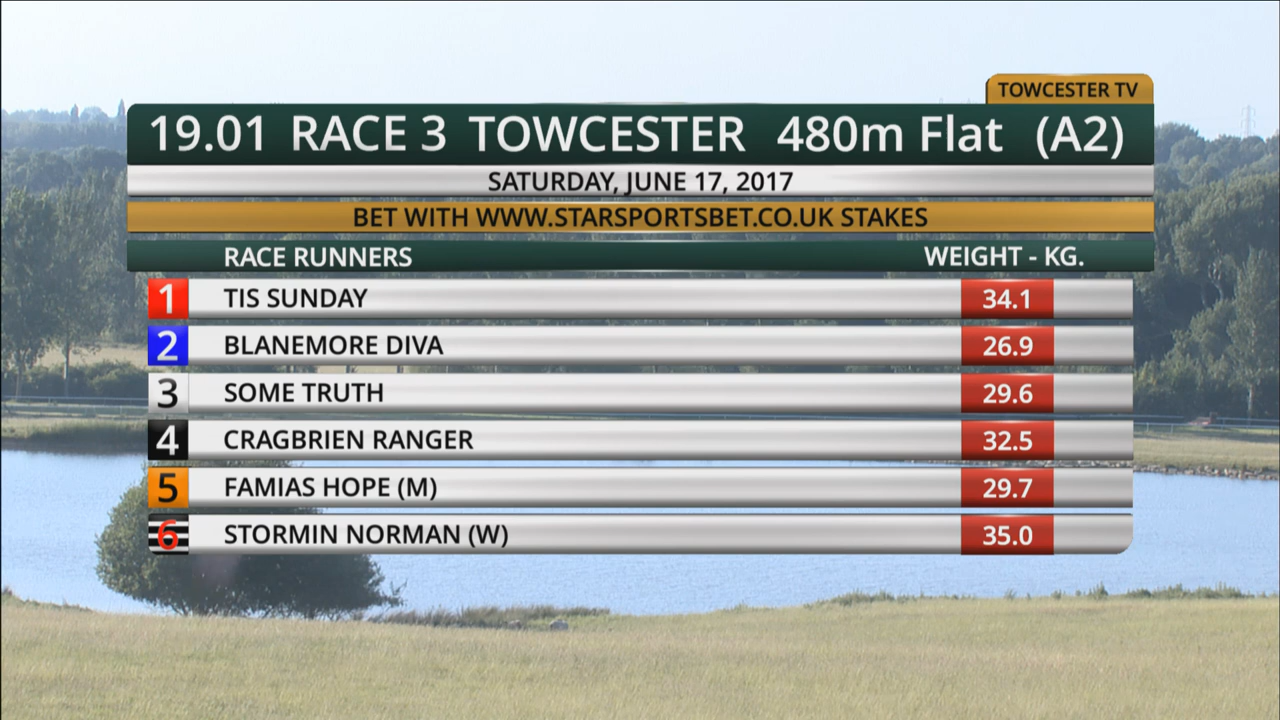 TOWCESTER TV
19.01 RACE 3 TOWCESTER 480m Flat (A2)
SATURDAY, JUNE 17, 2017
BET WITH WWW.STARSPORTSBET.CO.UK STAKES
RACE RUNNERS WEIGHT - KG.
1 TIS SUNDAY 34.1
2 BLANEMORE DIVA 26.9
3 SOME TRUTH 29.6
4 CRAGBRIEN RANGER 32.5
5 FAMIAS HOPE (M) 29.7
6 STORMIN NORMAN (W) 35.0